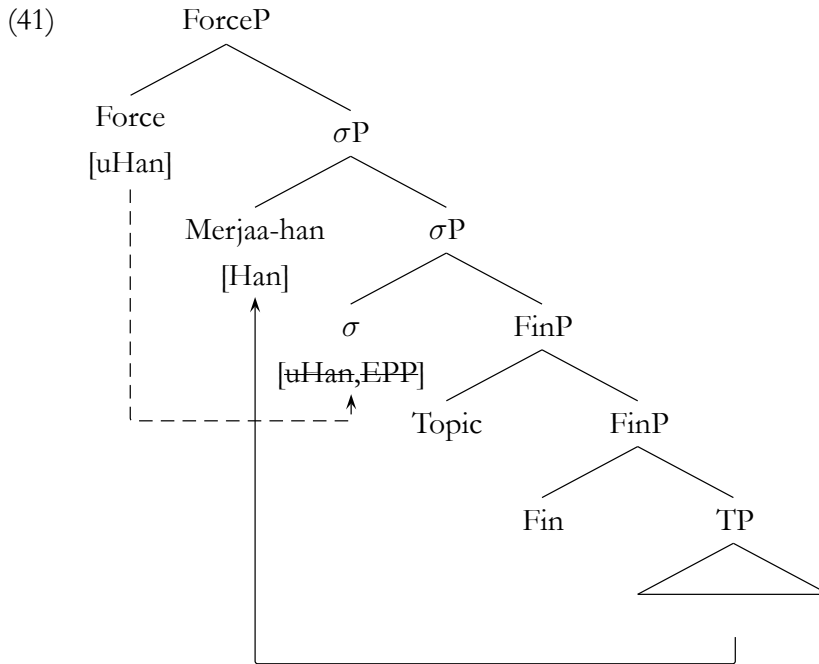 (41) ForceP
Force σP
[uHan]
Merjaa-han σP
[Han]
σ FinP
[uHan,EPP]
Topic FinP
Fin TP